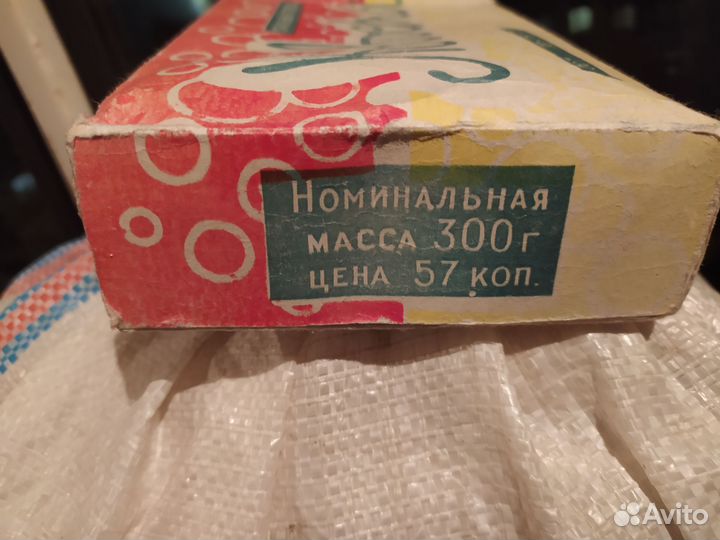 Номинальная
масса 300 г
цена 57 коп.
Avito